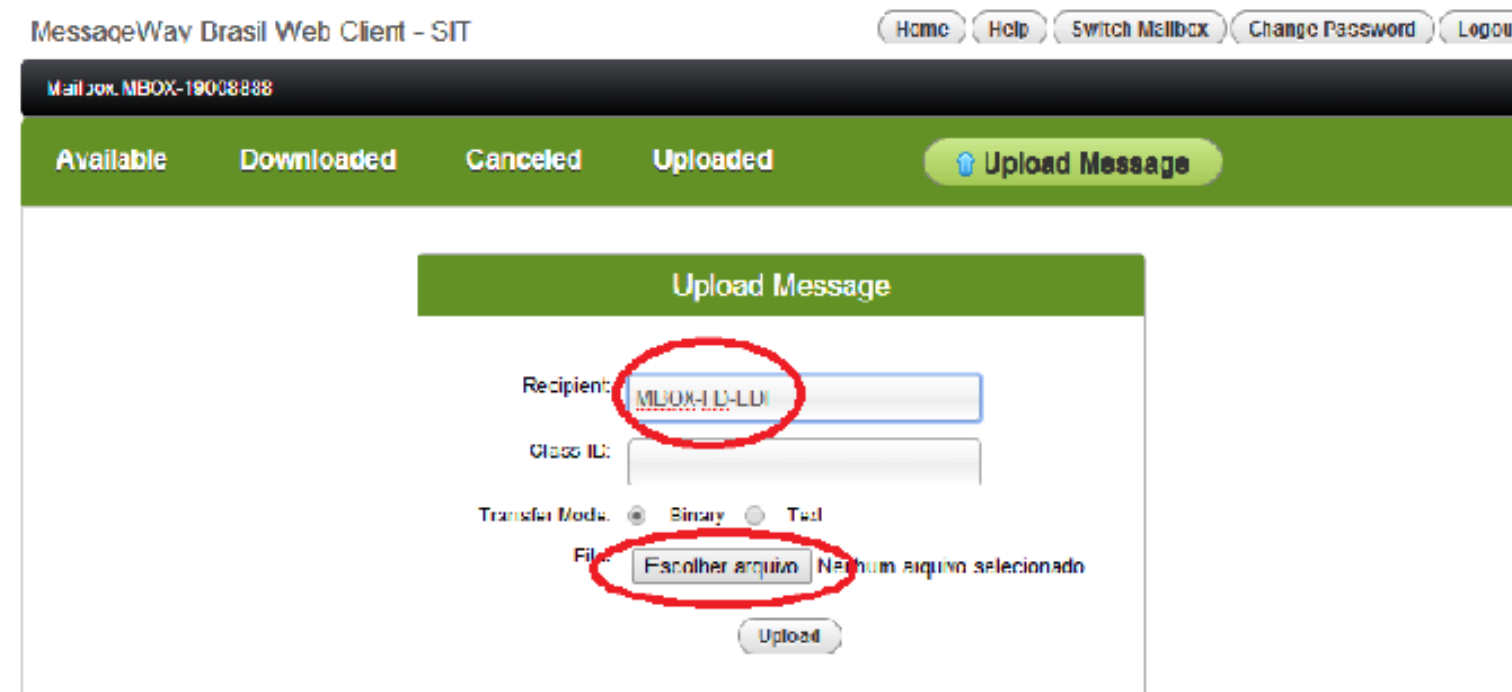 MessageWay Brasil Web Client - SIT
Home Help Switch Mailbox Change Password Logou
Mailbox: MBOX-19008888
Available Downloaded Canceled Uploaded Upload Message
Upload Message
Recipient:
Class ID:
Transfer Mode: Binary Text
File: Escolher arquivo Nenhum arquivo selecionado
Upload